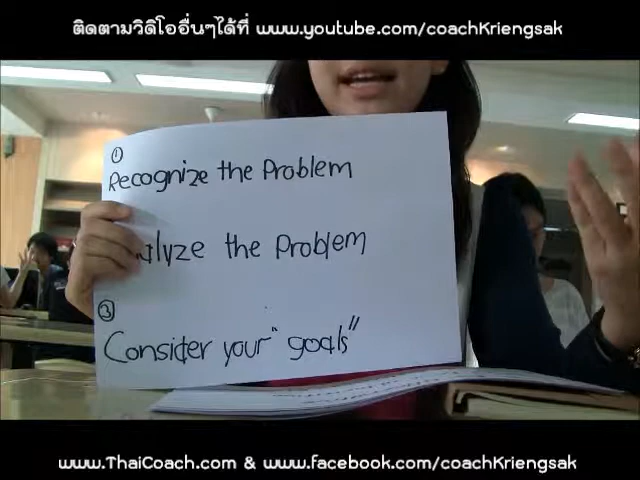 ติดตามวิดิโออื่นๆได้ที่ www.youtube.com/coachKriengsak
①
Recognize the Problem
alyze the Problem
③
Consider your "goals"
www.ThaiCoach.com & www.facebook.com/coachKriengsak